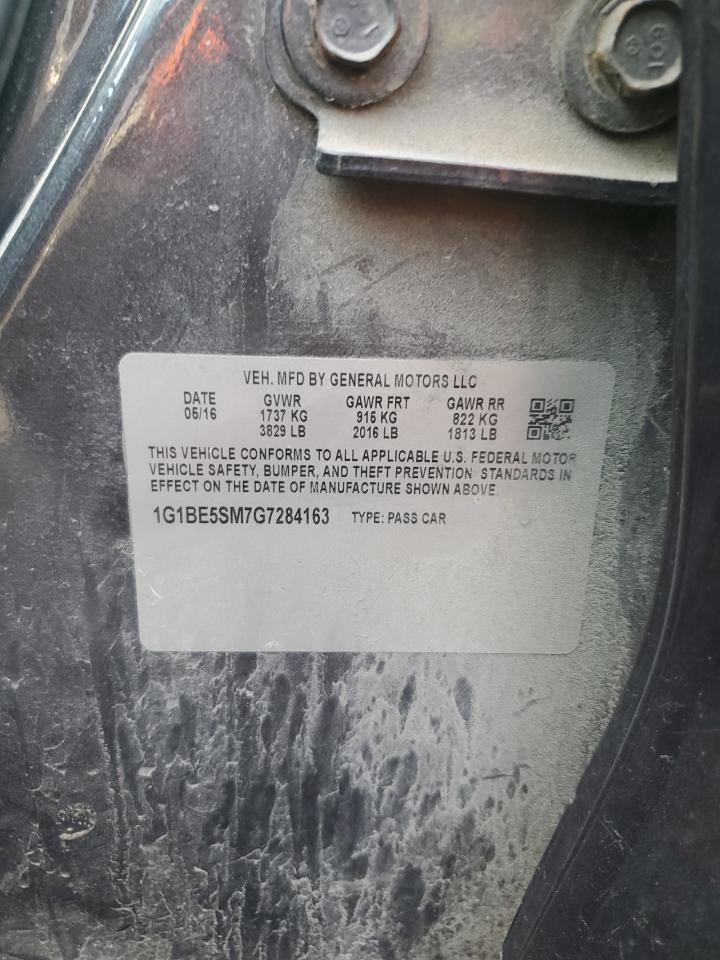 109
VEH. MFD BY GENERAL MOTORS LLC
DATE GVWR GAWR FRT GAWR RR
05/16 1737 KG 915 KG 822 KG
3829 LB 2016 LB 1813 LB
THIS VEHICLE CONFORMS TO ALL APPLICABLE U.S. FEDERAL MOTOR
VEHICLE SAFETY, BUMPER, AND THEFT PREVENTION STANDARDS IN
EFFECT ON THE DATE OF MANUFACTURE SHOWN ABOVE.
1G1BE5SM7G7284163 TYPE: PASS CAR